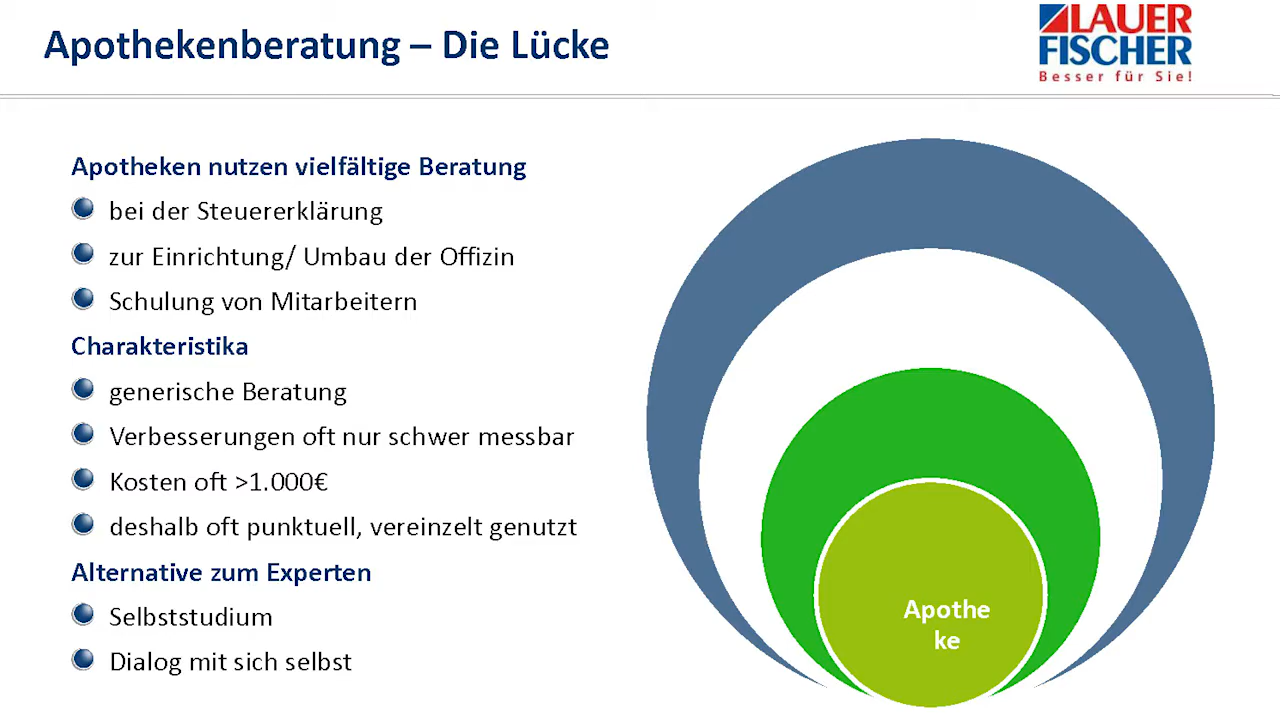 Apothekenberatung – Die Lücke
LAUER
FISCHER
Besser für Sie!
Apotheken nutzen vielfältige Beratung
bei der Steuererklärung
zur Einrichtung/ Umbau der Offizin
Schulung von Mitarbeitern
Charakteristika
generische Beratung
Verbesserungen oft nur schwer messbar
Kosten oft >1.000€
deshalb oft punktuell, vereinzelt genutzt
Alternative zum Experten
Selbststudium
Dialog mit sich selbst
Apothe
ke